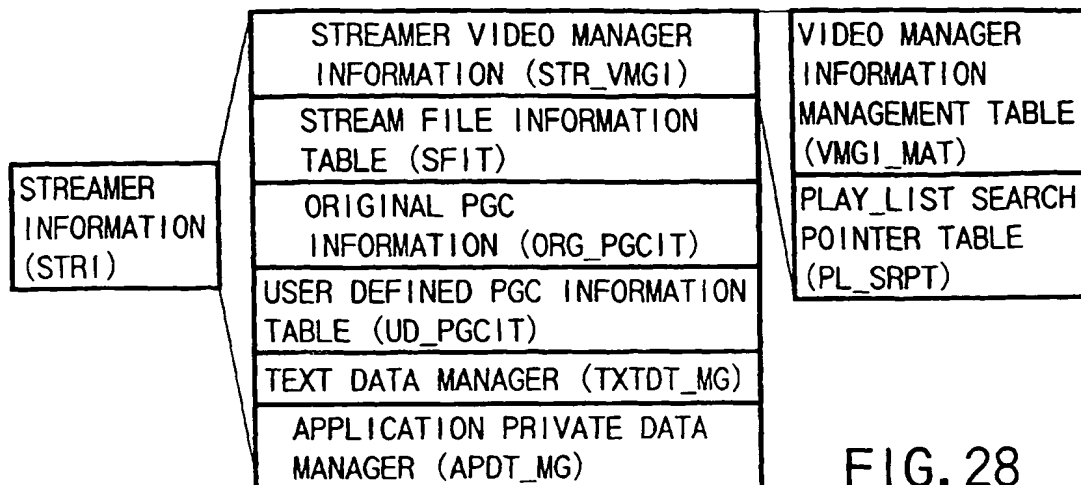 STREAMER
INFORMATION
(STRI)
STREAMER VIDEO MANAGER
INFORMATION (STR_VMGI)
STREAM FILE INFORMATION
TABLE (SFIT)
ORIGINAL PGC
INFORMATION (ORG_PGCIT)
USER DEFINED PGC INFORMATION
TABLE (UD_PGCIT)
TEXT DATA MANAGER (TXTDT_MG)
APPLICATION PRIVATE DATA
MANAGER (APDT_MG)
VIDEO MANAGER
INFORMATION
MANAGEMENT TABLE
(VMGI_MAT)
PLAY_LIST SEARCH
POINTER TABLE
(PL_SRPT)
FIG. 28